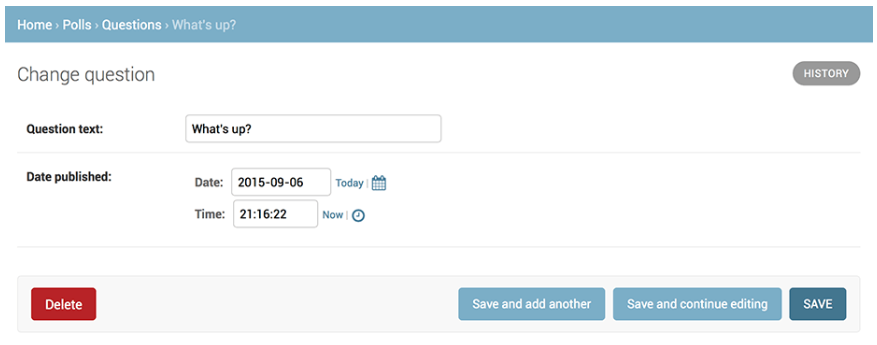 Home › Polls › Questions › What's up?
Change question
HISTORY
Question text: What's up?
Date published: Date: 2015-09-06 Today |
Time: 21:16:22 Now |
Delete Save and add another Save and continue editing SAVE